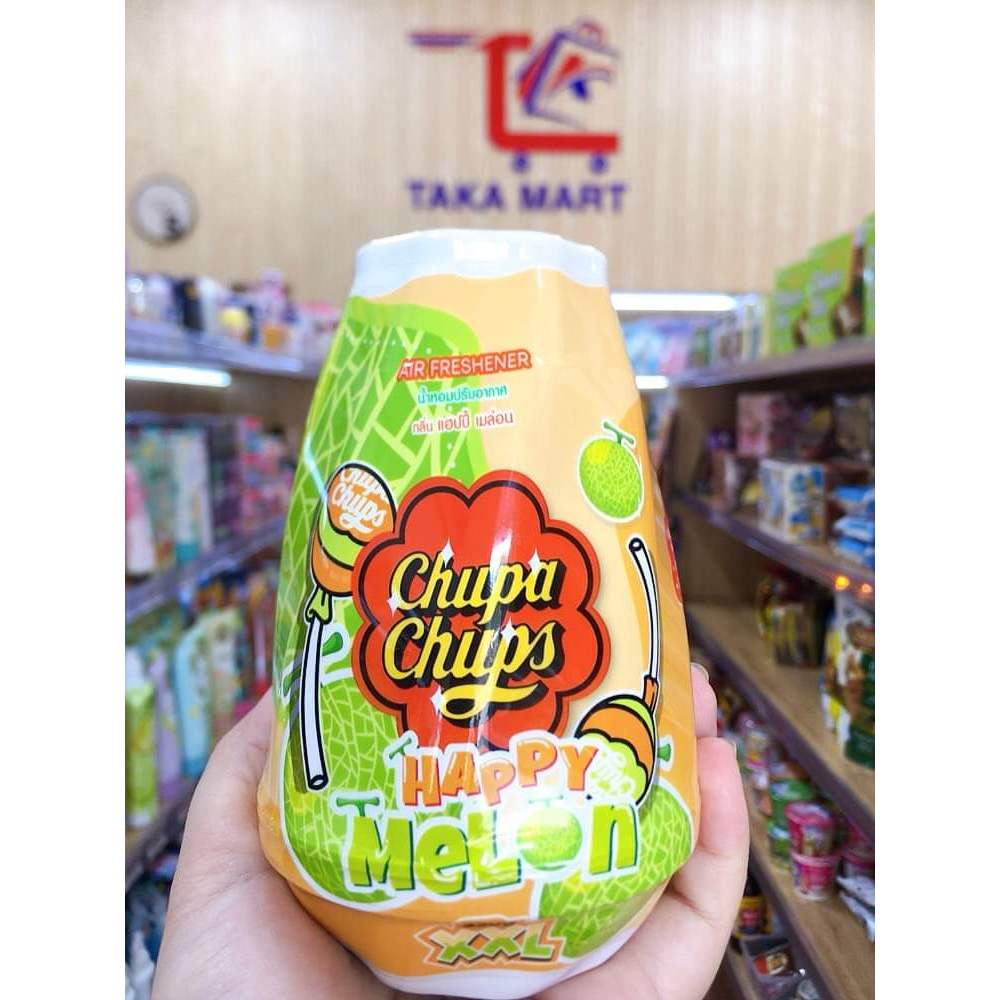 TAKA MART
AIR FRESHENER
น้ำหอมปรับอากาศ
กลิ่น แฮปปี้ เมล่อน
Chupa
Chups
Chupa
Chups
HAPPY
MeLon
XXL